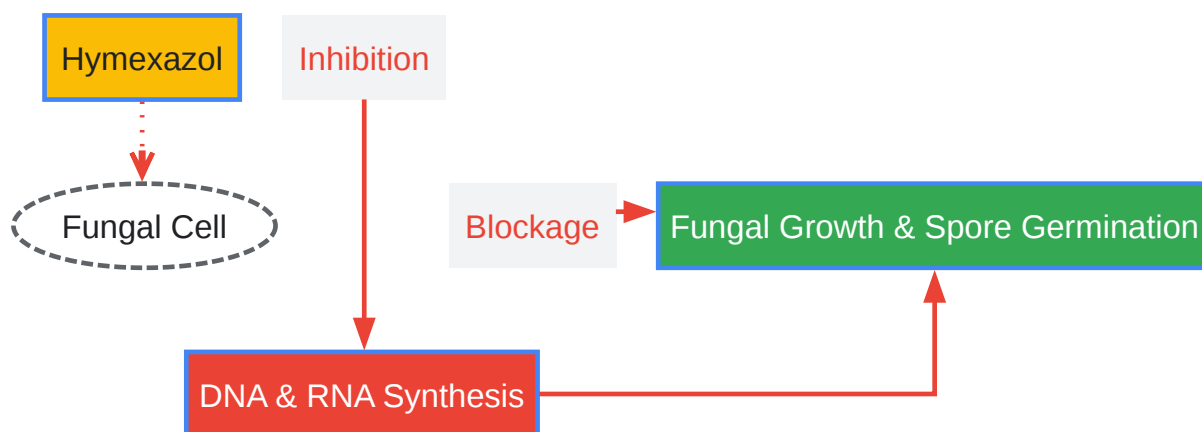 Hymexazol
Inhibition
Fungal Cell
Blockage
Fungal Growth & Spore Germination
DNA & RNA Synthesis